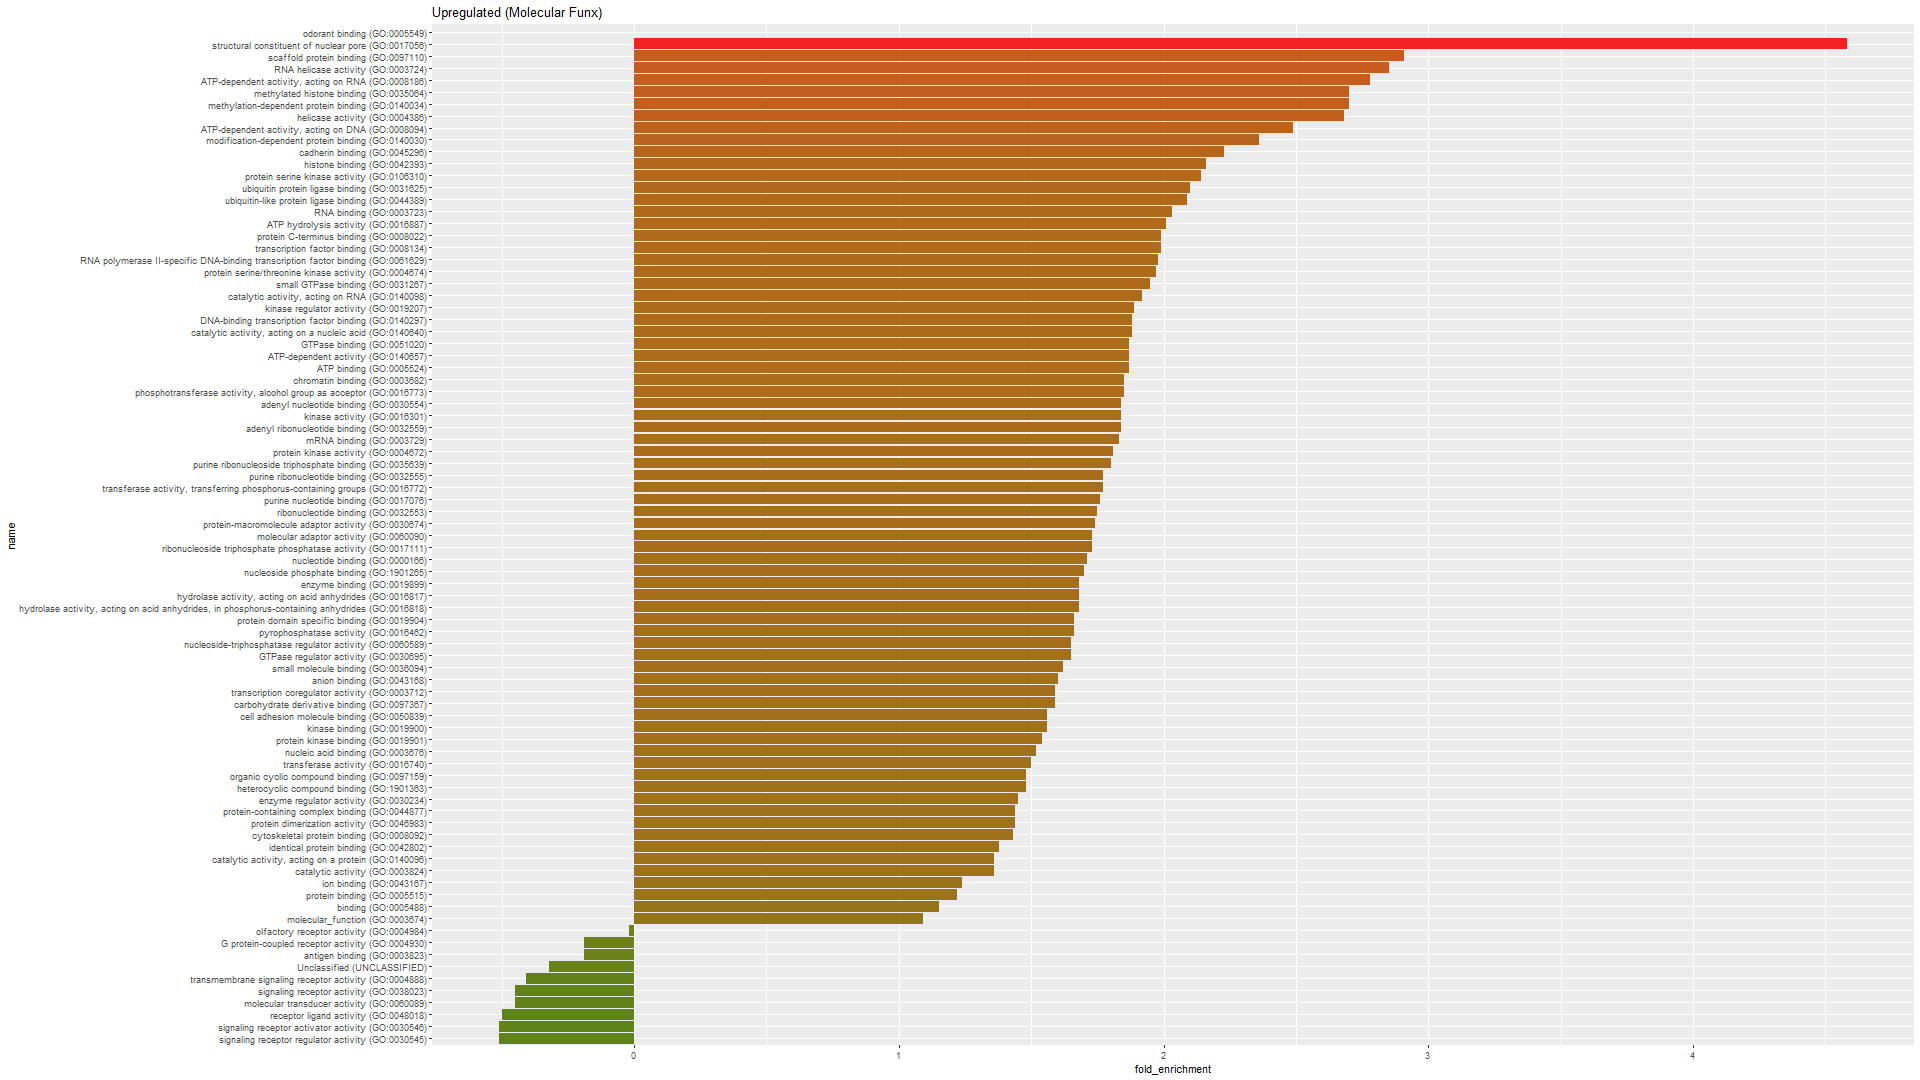 Upregulated (Molecular Funx)
odorant binding (GO:0005549)
structural constituent of nuclear pore (GO:0017056)
scaffold protein binding (GO:0097110)
RNA helicase activity (GO:0003724)
ATP-dependent activity, acting on RNA (GO:0008186)
methylated histone binding (GO:0035064)
methylation-dependent protein binding (GO:0140034)
helicase activity (GO:0004386)
ATP-dependent activity, acting on DNA (GO:0008094)
modification-dependent protein binding (GO:0140030)
cadherin binding (GO:0045296)
histone binding (GO:0042393)
protein serine kinase activity (GO:0106310)
ubiquitin protein ligase binding (GO:0031625)
ubiquitin-like protein ligase binding (GO:0044389)
RNA binding (GO:0003723)
ATP hydrolysis activity (GO:0016887)
protein C-terminus binding (GO:0008022)
transcription factor binding (GO:0008134)
RNA polymerase II-specific DNA-binding transcription factor binding (GO:0061629)
protein serine/threonine kinase activity (GO:0004674)
small GTPase binding (GO:0031267)
catalytic activity, acting on RNA (GO:0140098)
kinase regulator activity (GO:0019207)
DNA-binding transcription factor binding (GO:0140297)
catalytic activity, acting on a nucleic acid (GO:0140640)
GTPase binding (GO:0051020)
ATP-dependent activity (GO:0140657)
ATP binding (GO:0005524)
chromatin binding (GO:0003682)
phosphotransferase activity, alcohol group as acceptor (GO:0016773)
adenyl nucleotide binding (GO:0030554)
kinase activity (GO:0016301)
adenyl ribonucleotide binding (GO:0032559)
mRNA binding (GO:0003729)
protein kinase activity (GO:0004672)
purine ribonucleoside triphosphate binding (GO:0035639)
purine ribonucleotide binding (GO:0032555)
transferase activity, transferring phosphorus-containing groups (GO:0016772)
purine nucleotide binding (GO:0017076)
ribonucleotide binding (GO:0032553)
protein-macromolecule adaptor activity (GO:0030674)
molecular adaptor activity (GO:0060090)
ribonucleoside triphosphate phosphatase activity (GO:0017111)
nucleotide binding (GO:0000166)
nucleoside phosphate binding (GO:1901265)
enzyme binding (GO:0019899)
hydrolase activity, acting on acid anhydrides (GO:0016817)
hydrolase activity, acting on acid anhydrides, in phosphorus-containing anhydrides (GO:0016818)
protein domain specific binding (GO:0019904)
pyrophosphatase activity (GO:0016462)
nucleoside-triphosphatase regulator activity (GO:0060589)
GTPase regulator activity (GO:0030695)
small molecule binding (GO:0036094)
anion binding (GO:0043168)
transcription coregulator activity (GO:0003712)
carbohydrate derivative binding (GO:0097367)
cell adhesion molecule binding (GO:0050839)
kinase binding (GO:0019900)
protein kinase binding (GO:0019901)
nucleic acid binding (GO:0003676)
transferase activity (GO:0016740)
organic cyclic compound binding (GO:0097159)
heterocyclic compound binding (GO:1901363)
enzyme regulator activity (GO:0030234)
protein-containing complex binding (GO:0044877)
protein dimerization activity (GO:0046983)
cytoskeletal protein binding (GO:0008092)
identical protein binding (GO:0042802)
catalytic activity, acting on a protein (GO:0140096)
catalytic activity (GO:0003824)
ion binding (GO:0043167)
protein binding (GO:0005515)
binding (GO:0005488)
molecular_function (GO:0003674)
olfactory receptor activity (GO:0004984)
G protein-coupled receptor activity (GO:0004930)
antigen binding (GO:0003823)
Unclassified (UNCLASSIFIED)
transmembrane signaling receptor activity (GO:0004888)
signaling receptor activity (GO:0038023)
molecular transducer activity (GO:0060089)
receptor ligand activity (GO:0048018)
signaling receptor activator activity (GO:0030546)
signaling receptor regulator activity (GO:0030545)
name
0 1 2 3 4
fold_enrichment